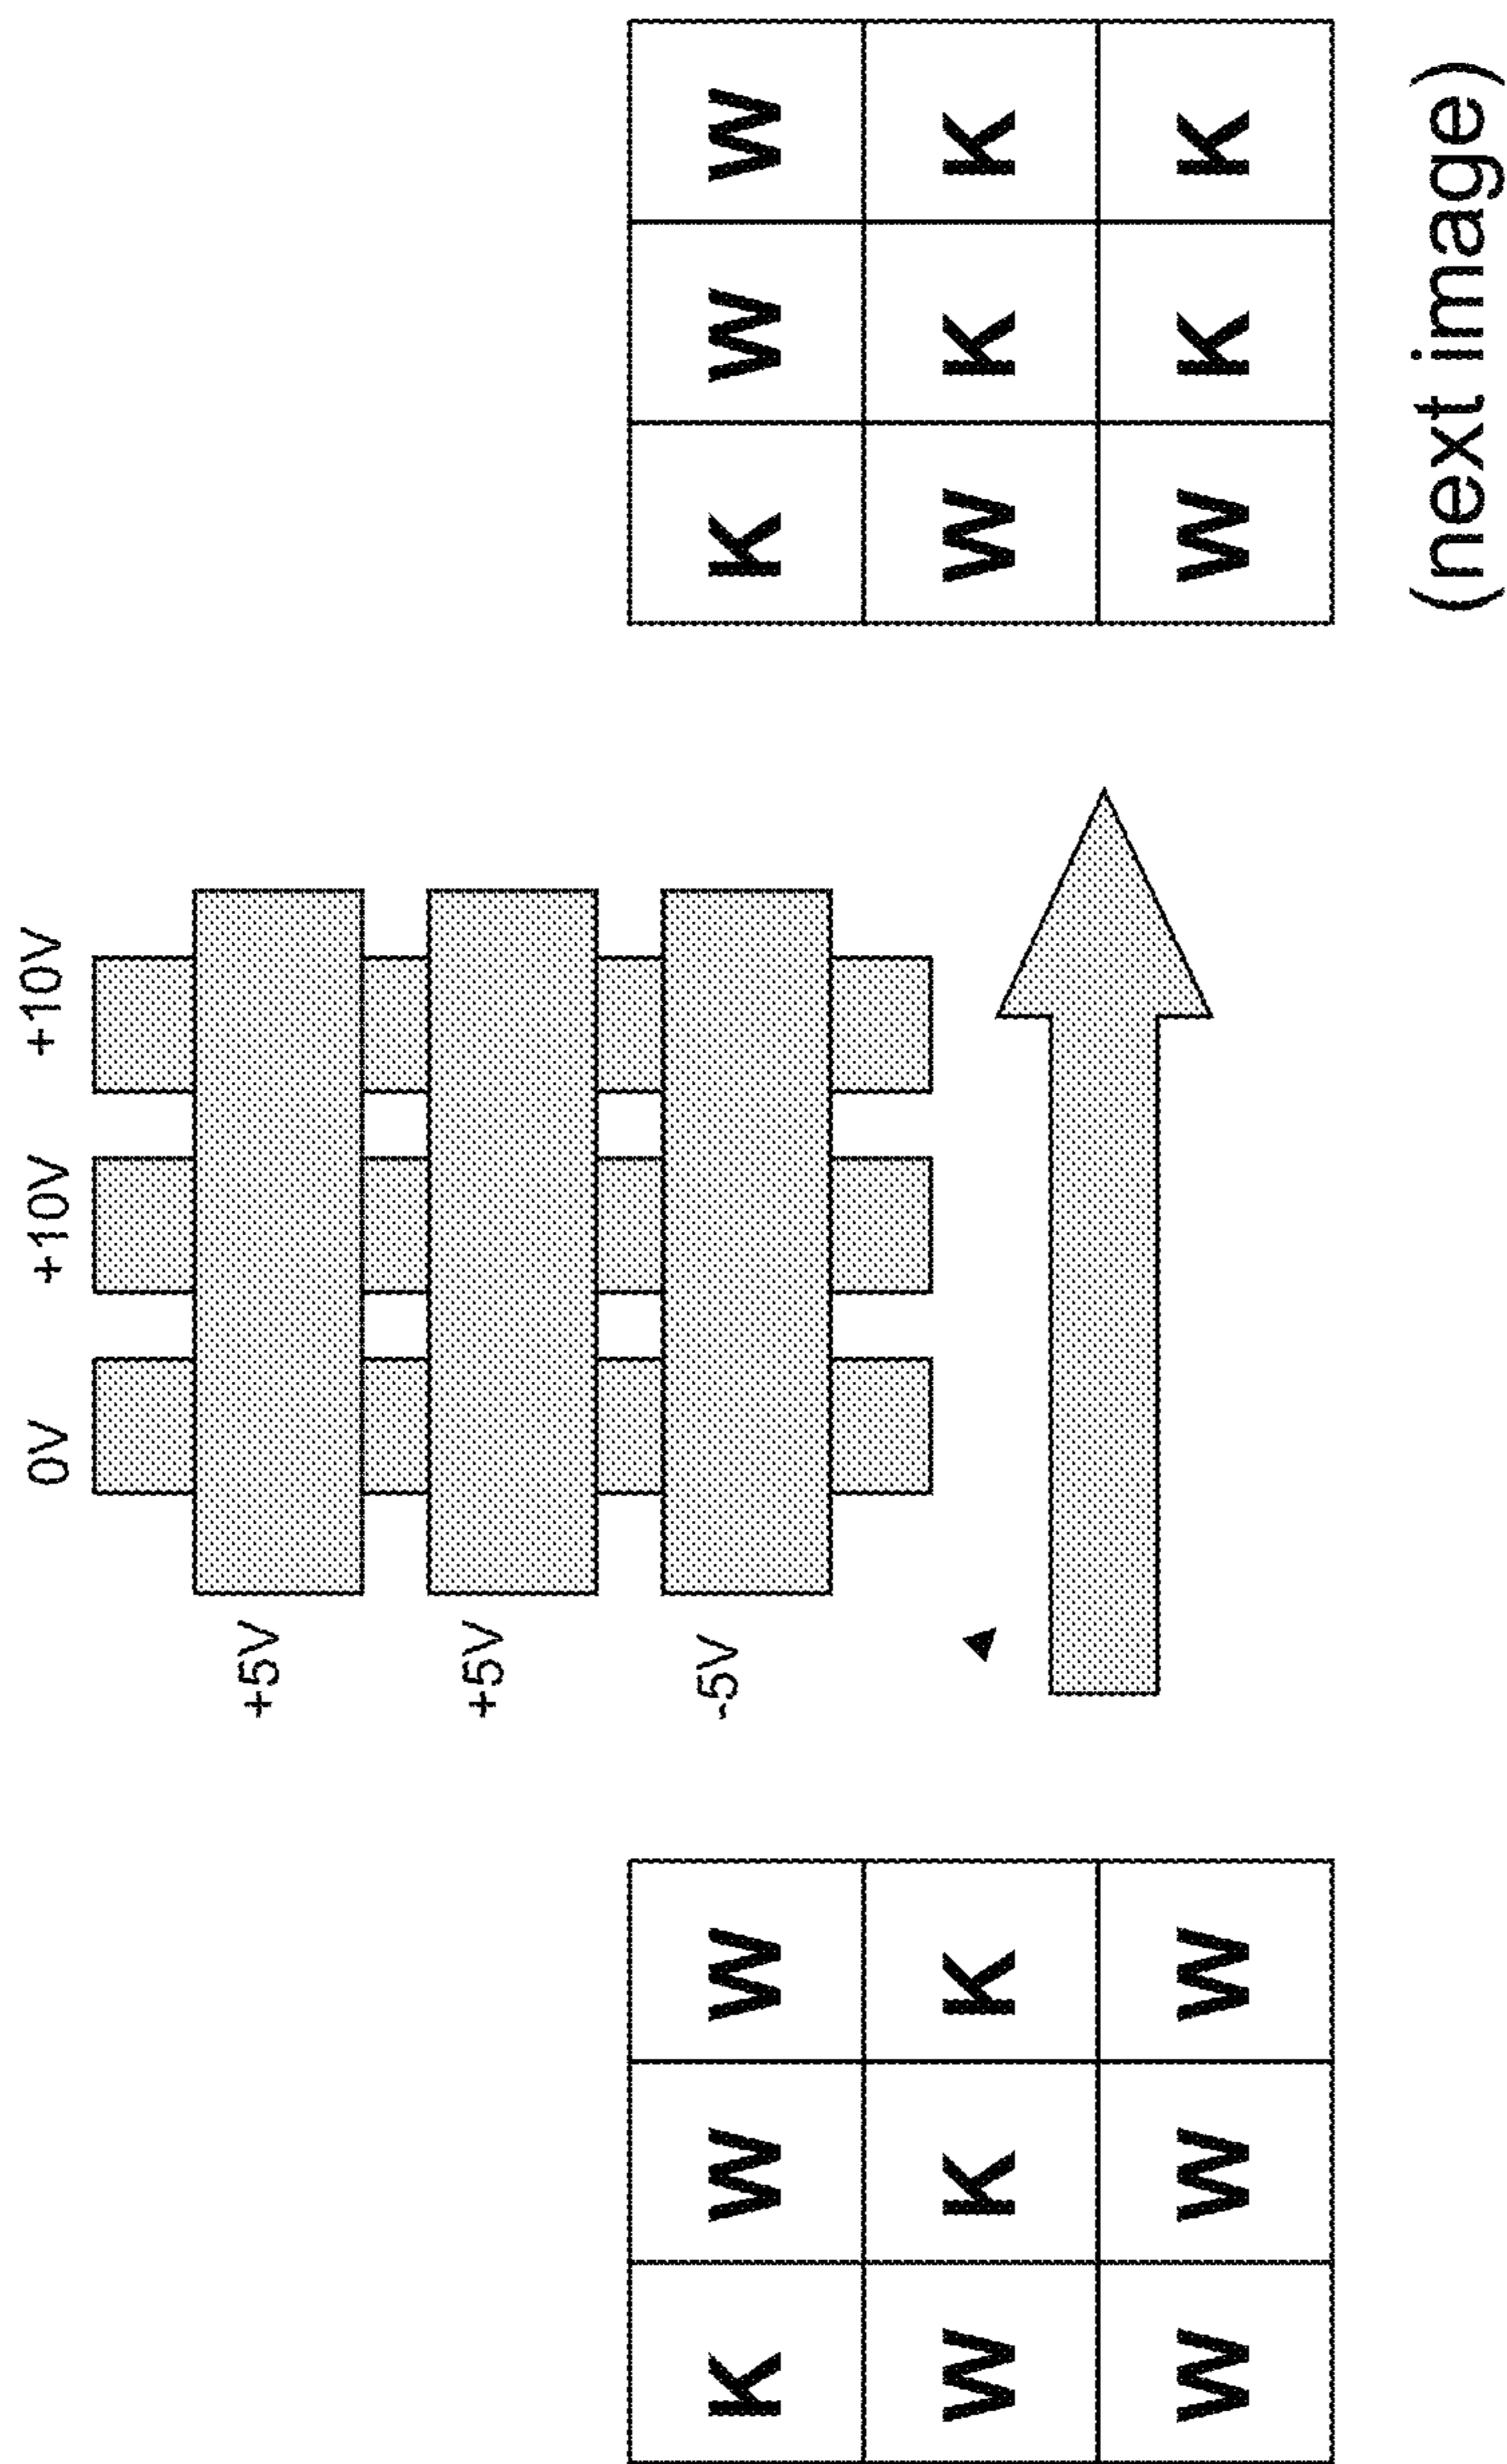 K W W
W K K
W W W
0V +10V +10V
+5V
+5V
-5V
K W W
W K K
W K K
(next image)